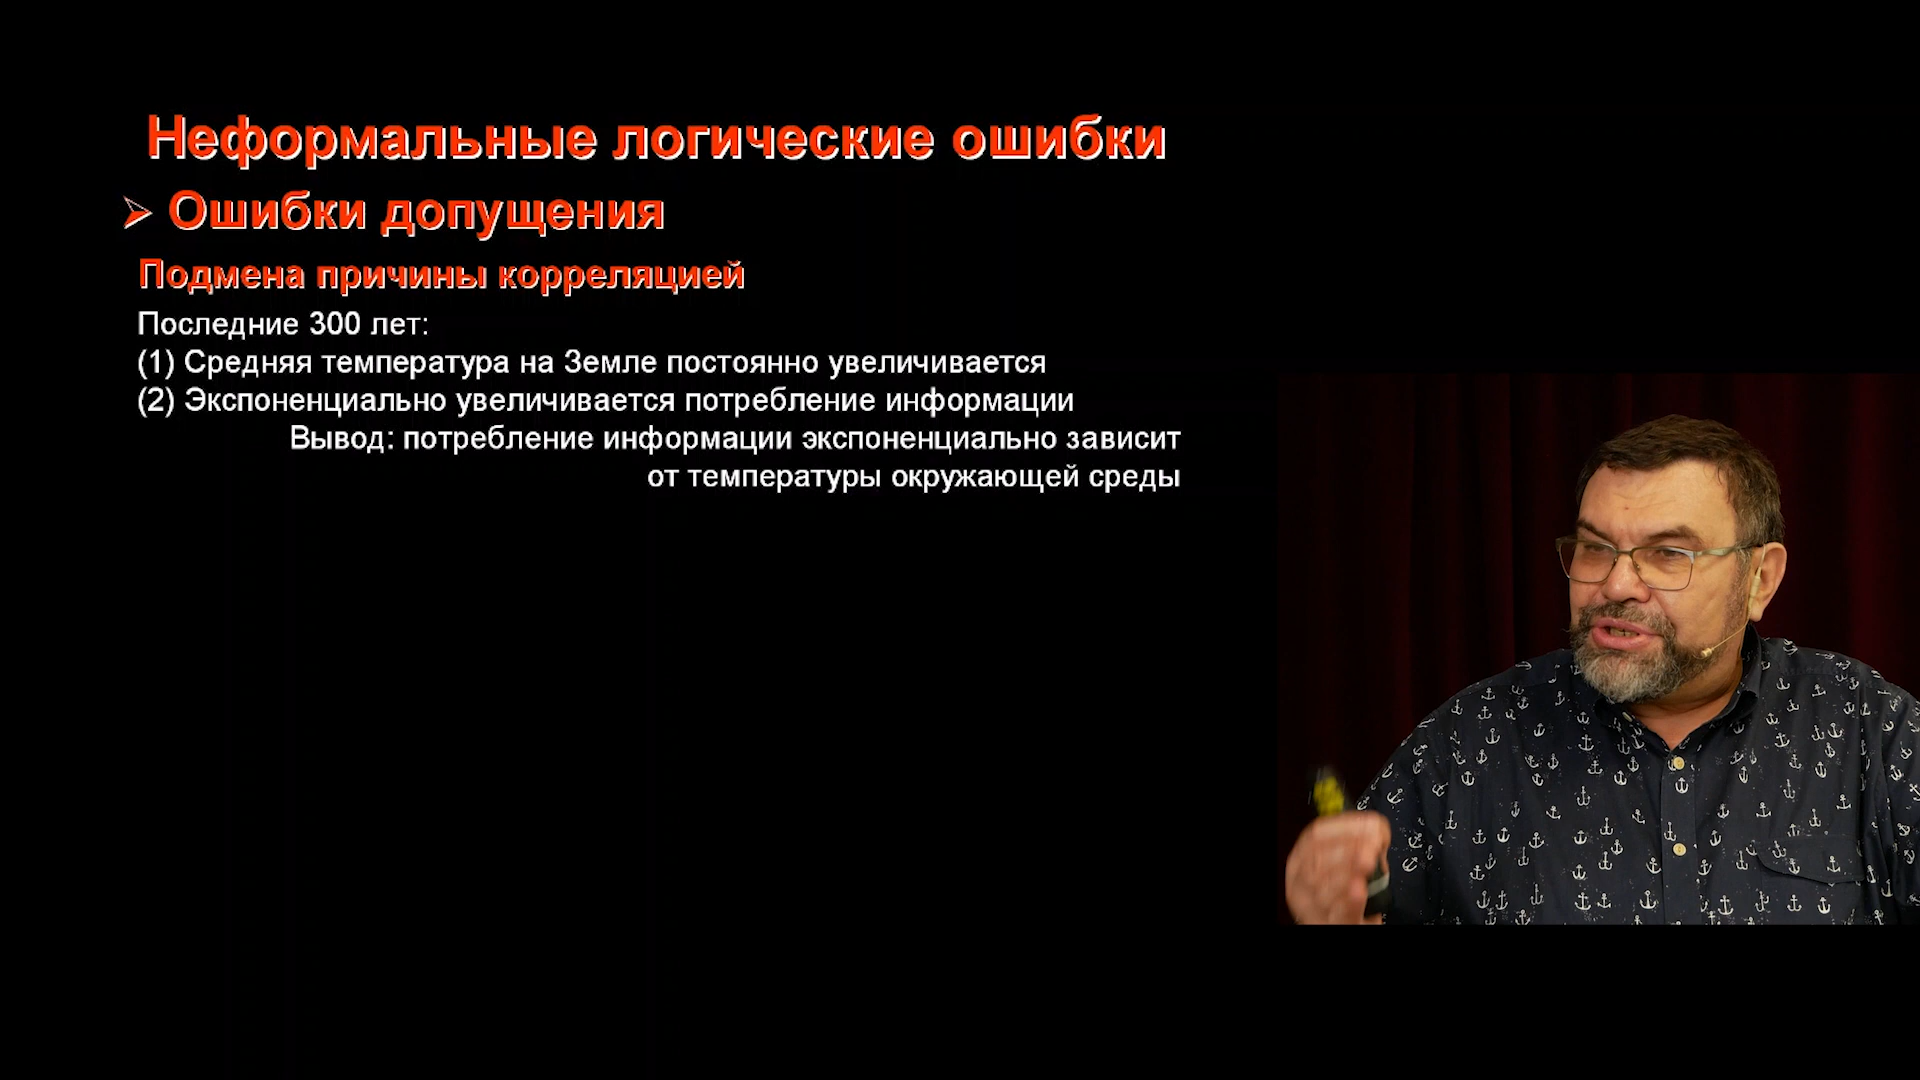 Неформальные логические ошибки
Ошибки допущения
Подмена причины корреляцией
Последние 300 лет:
(1) Средняя температура на Земле постоянно увеличивается
(2) Экспоненциально увеличивается потребление информации
Вывод: потребление информации экспоненциально зависит
от температуры окружающей среды